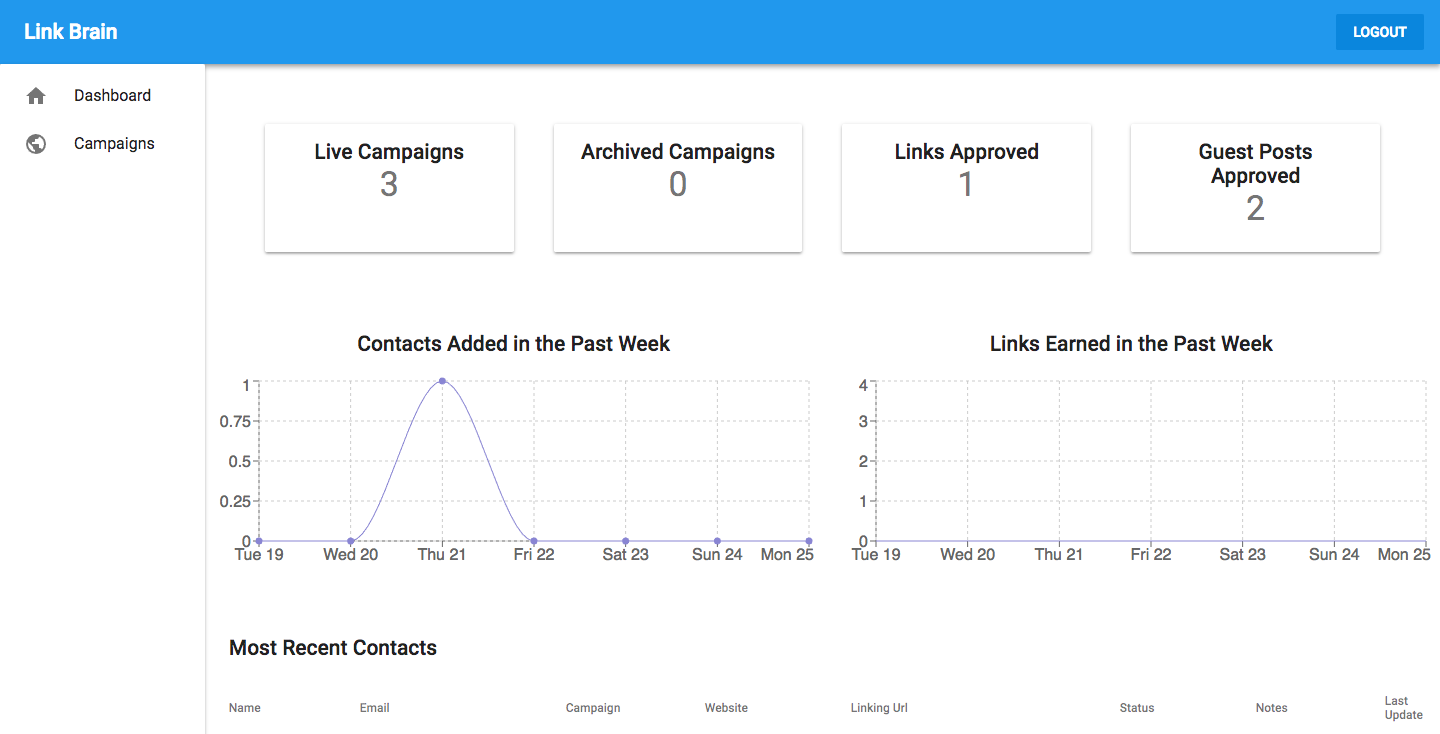 Link Brain
LOGOUT
Dashboard
Campaigns
Live Campaigns
3
Archived Campaigns
0
Links Approved
1
Guest Posts
Approved
2
Contacts Added in the Past Week
1
0.75
0.5
0.25
0
Tue 19 Wed 20 Thu 21 Fri 22 Sat 23 Sun 24 Mon 25
Links Earned in the Past Week
4
3
2
1
0
Tue 19 Wed 20 Thu 21 Fri 22 Sat 23 Sun 24 Mon 25
Most Recent Contacts
Name Email Campaign Website Linking Url Status Notes Last
Update